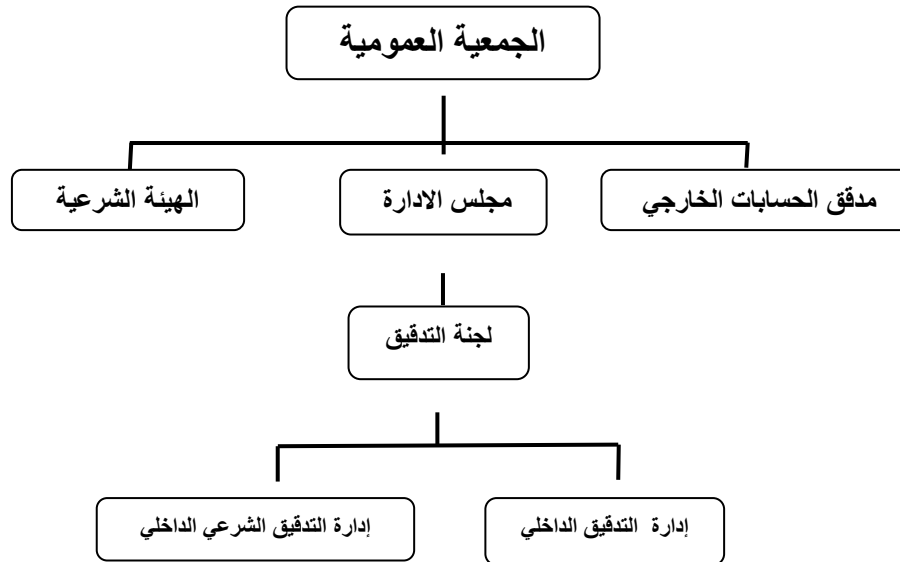 الجمعية العمومية
مدقق الحسابات الخارجي
مجلس الادارة
الهيئة الشرعية
لجنة التدقيق
إدارة التدقيق الداخلي
إدارة التدقيق الشرعي الداخلي